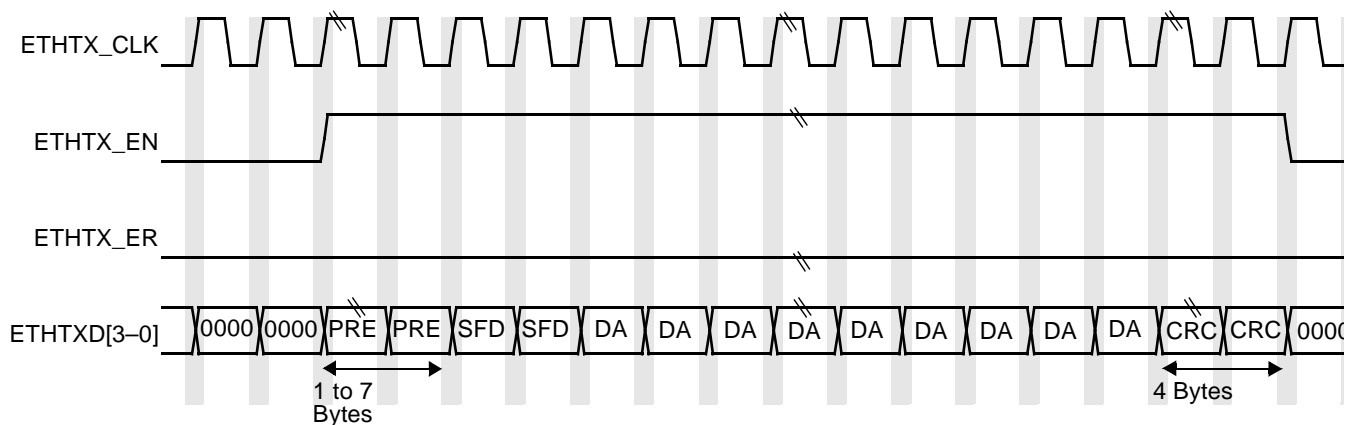 ETHTX_CLK
ETHTX_EN
ETHTX_ER
ETHTXD[3–0] 0000 0000 PRE PRE SFD SFD DA DA DA DA DA DA DA DA DA CRC CRC 0000
1 to 7 4 Bytes
Bytes